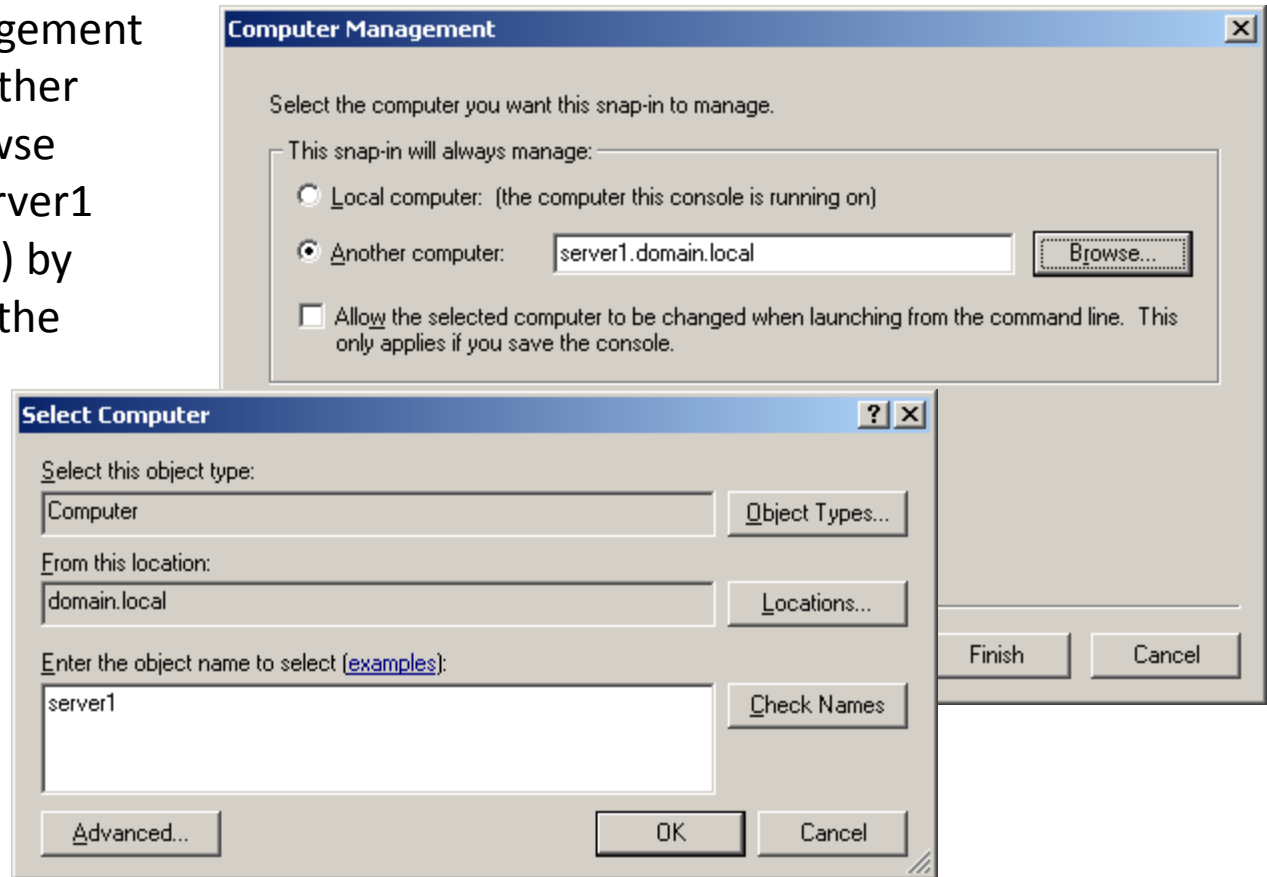 gement
ther
wse
rver1
) by
the
Computer Management
Select the computer you want this snap-in to manage.
This snap-in will always manage:
Local computer: (the computer this console is running on)
Another computer: server1.domain.local Browse...
Allow the selected computer to be changed when launching from the command line. This
only applies if you save the console.
Finish Cancel
Select Computer
Select this object type:
Computer Object Types...
From this location:
domain.local Locations...
Enter the object name to select (examples):
server1 Check Names
Advanced... OK Cancel